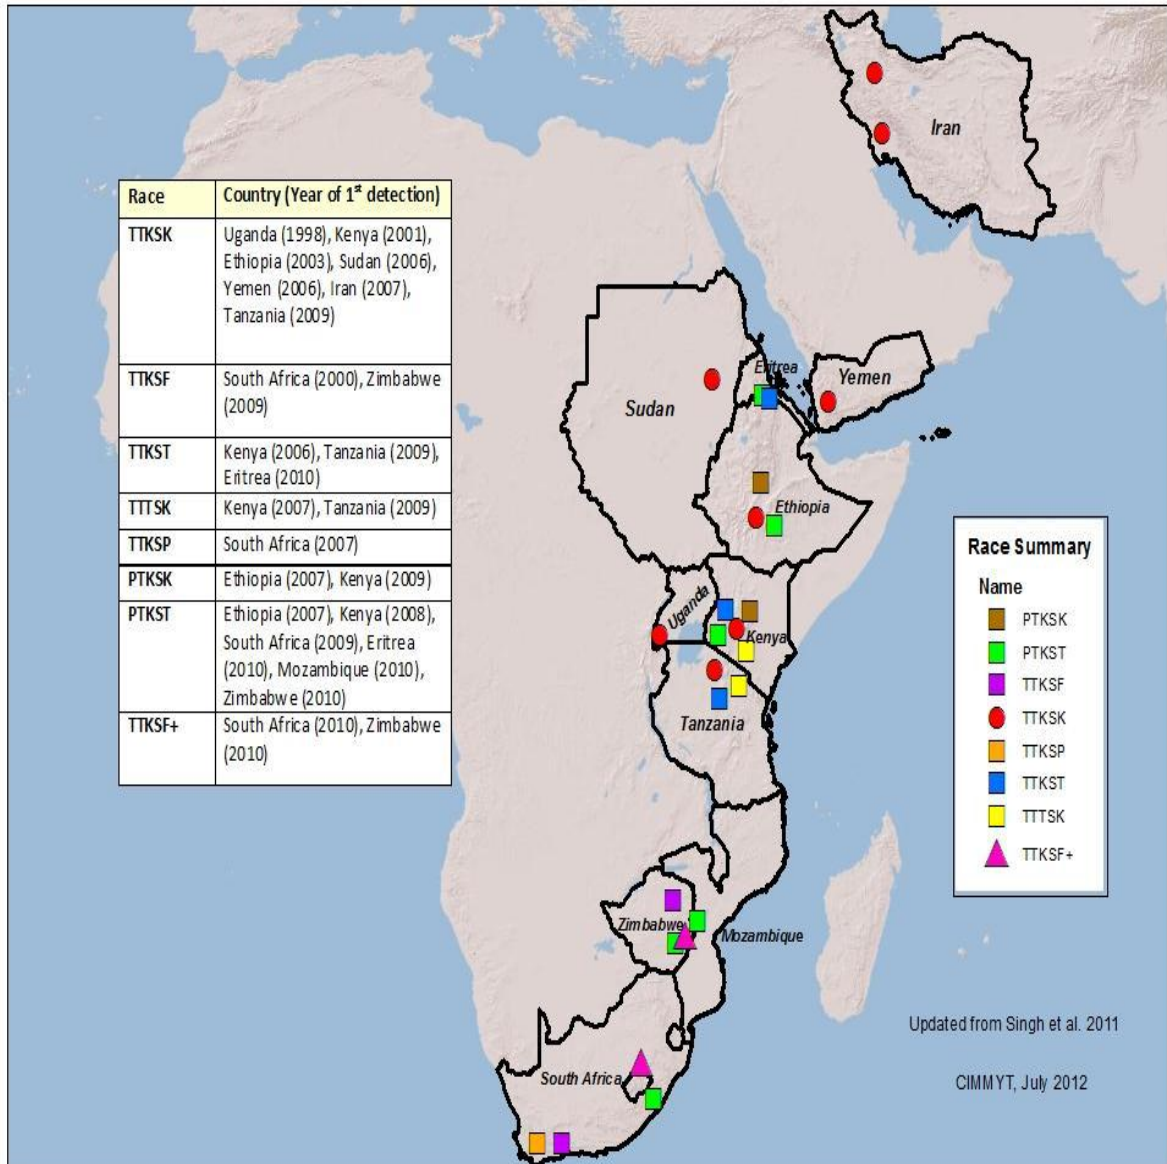 Iran
Race
Country (Year of 1st detection)
TTKSK
Uganda (1998), Kenya (2001),
Ethiopia (2003), Sudan (2006),
Yemen (2006), Iran (2007),
Tanzania (2009)
TTKSF
South Africa (2000), Zimbabwe
(2009)
TTKST
Kenya (2006), Tanzania (2009),
Eritrea (2010)
TTTSK
Kenya (2007), Tanzania (2009)
TTKSP
South Africa (2007)
PTKSK
Ethiopia (2007), Kenya (2009)
PTKST
Ethiopia (2007), Kenya (2008),
South Africa (2009), Eritrea
(2010), Mozambique (2010),
Zimbabwe (2010)
TTKSF+
South Africa (2010), Zimbabwe
(2010)
Eritrea
Yemen
Sudan
Ethiopia
Uganda
Kenya
Tanzania
Zimbabwe
Mozambique
South Africa
Race Summary
Name
PTKSK
PTKST
TTKSF
TTKSK
TTKSP
TTKST
TTTSK
TTKSF+
Updated from Singh et al. 2011
CIMMYT, July 2012